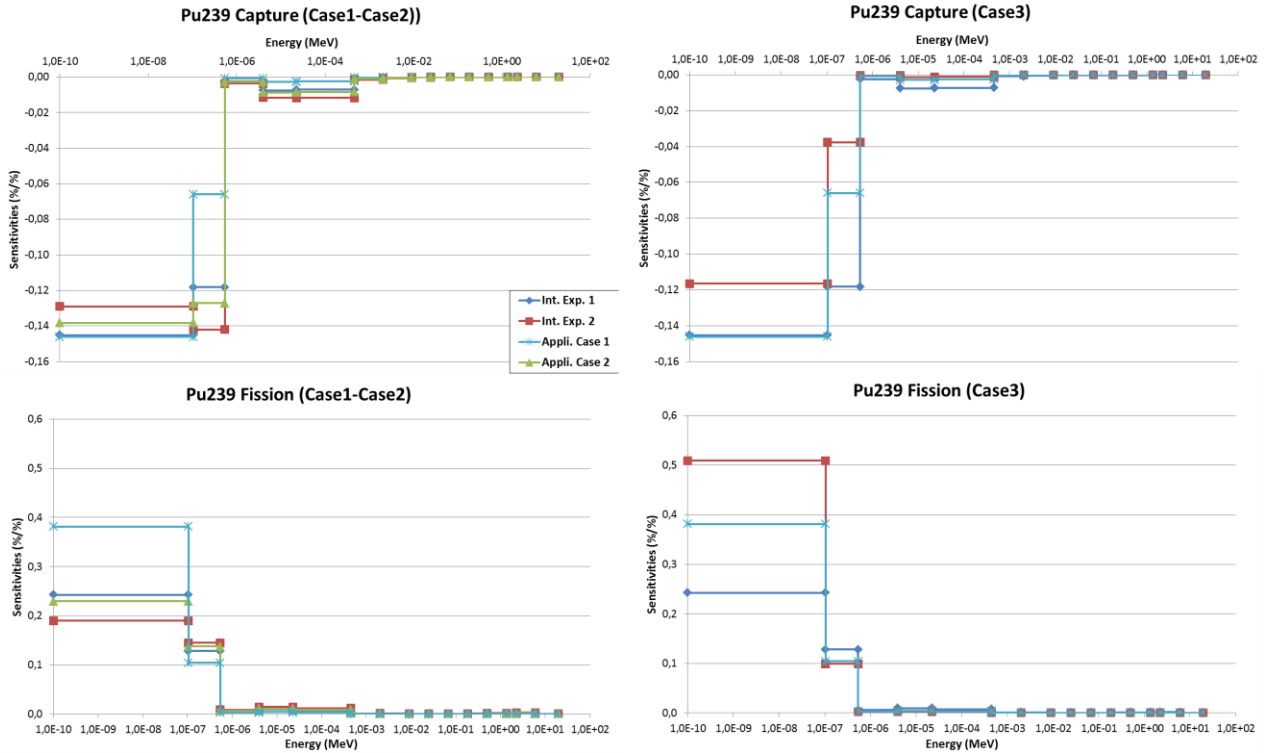 Pu239 Capture (Case1-Case2))
Energy (MeV)
1,0E-10 1,0E-08 1,0E-06 1,0E-04 1,0E-02 1,0E+00 1,0E+02
0,00
-0,02
-0,04
-0,06
-0,08
-0,10
-0,12
-0,14
-0,16
Sensitivities (%/%)
Int. Exp. 1
Int. Exp. 2
Appli. Case 1
Appli. Case 2
Pu239 Capture (Case3)
Energy (MeV)
1,0E-10 1,0E-09 1,0E-08 1,0E-07 1,0E-06 1,0E-05 1,0E-04 1,0E-03 1,0E-02 1,0E-01 1,0E+00 1,0E+01 1,0E+02
0,00
-0,02
-0,04
-0,06
-0,08
-0,10
-0,12
-0,14
-0,16
Sensitivities (%/%)
Pu239 Fission (Case1-Case2)
0,6
0,5
0,4
0,3
0,2
0,1
0,0
Sensitivities (%/%)
1,0E-10 1,0E-09 1,0E-08 1,0E-07 1,0E-06 1,0E-05 1,0E-04 1,0E-03 1,0E-02 1,0E-01 1,0E+00 1,0E+01 1,0E+02
Energy (MeV)
Pu239 Fission (Case3)
0,6
0,5
0,4
0,3
0,2
0,1
0,0
Sensitivities (%/%)
1,0E-10 1,0E-09 1,0E-08 1,0E-07 1,0E-06 1,0E-05 1,0E-04 1,0E-03 1,0E-02 1,0E-01 1,0E+00 1,0E+01 1,0E+02
Energy (MeV)